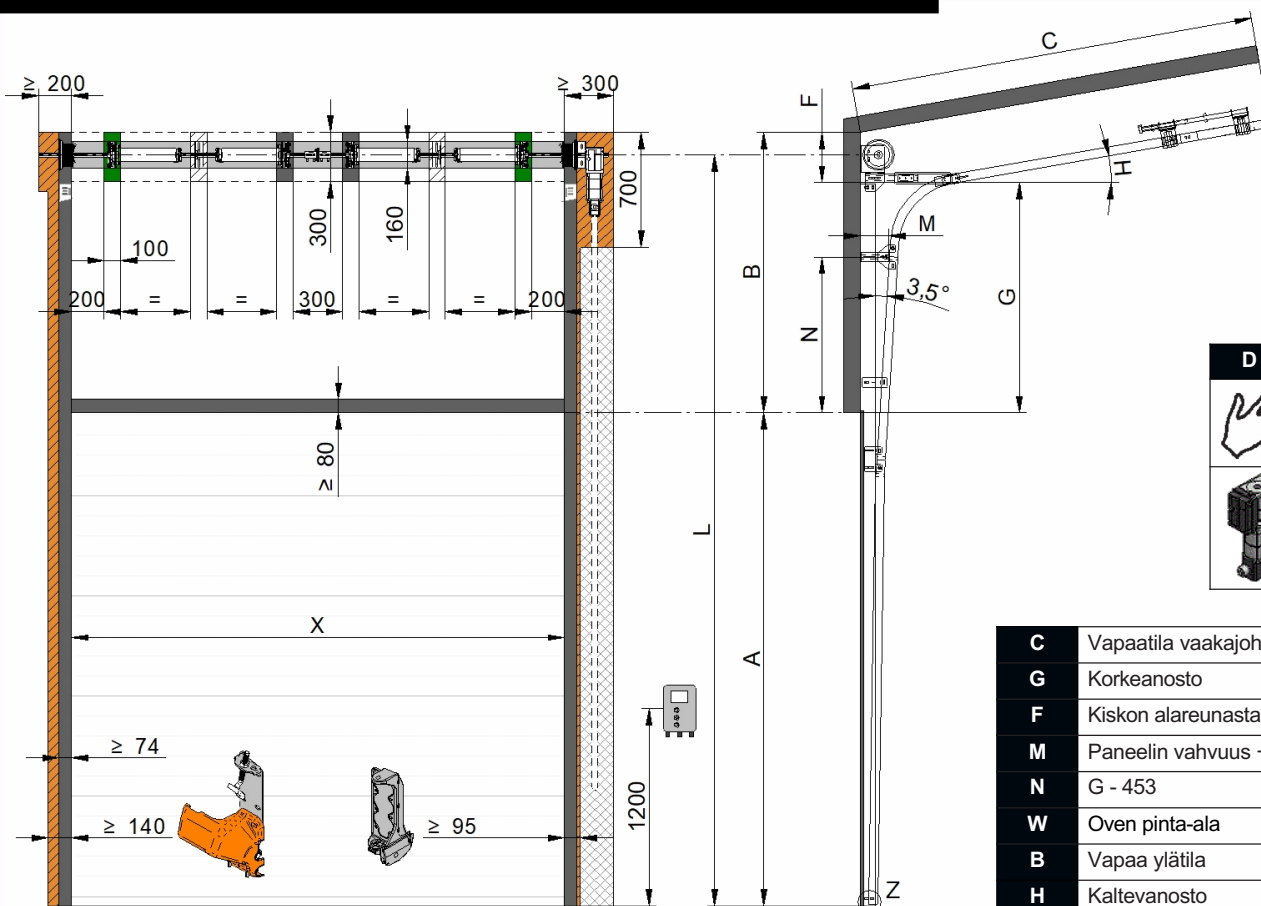 C
≥ 200
≥ 300
F
H
700
300
160
M
100
B
3,5°
G
200
=
=
300
=
=
200
N
D
≥ 80
L
X
A
C Vapaatila vaakajoh
G Korkeanosto
F Kiskon alareunasta
M Paneelin vahvuus
N G - 453
W Oven pinta-ala
B Vapaa ylätila
H Kaltevanosto
≥ 74
1200
≥ 140
≥ 95
Z